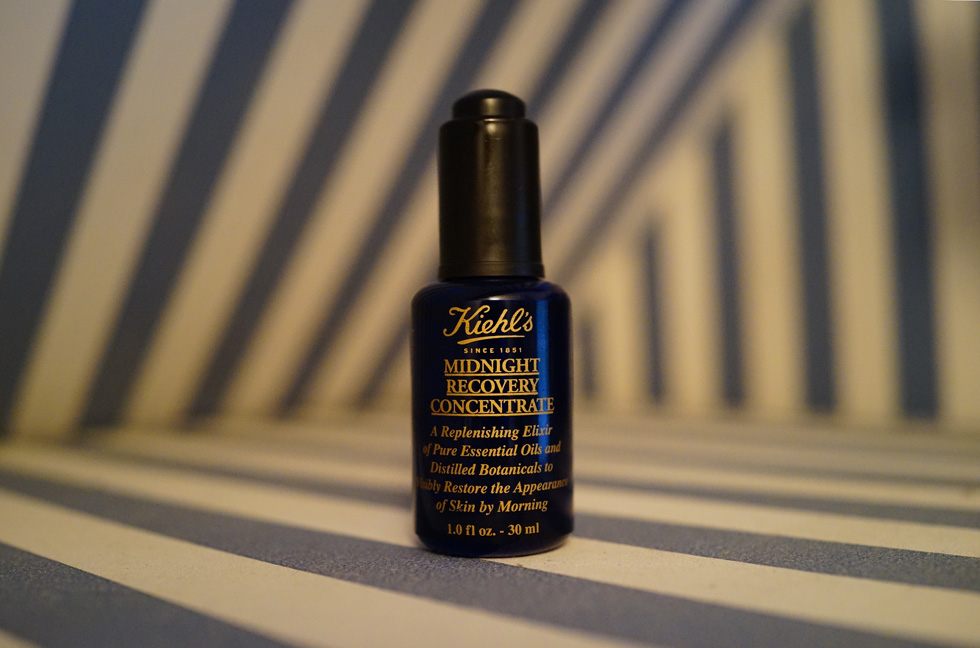 Kiehl's
SINCE 1851
MIDNIGHT
RECOVERY
CONCENTRATE
A Replenishing Elixir
of Pure Essential Oils and
Distilled Botanicals to
Restore the Appearance
of Skin by Morning
1.0 fl oz. - 30 ml